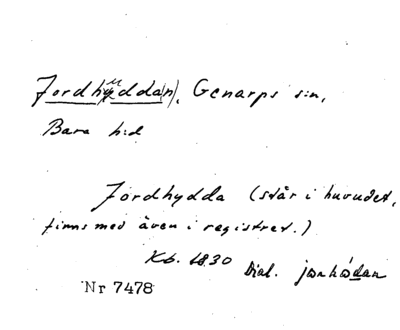 Jordhyddan, Genarps sn,
Bara hd
Jordhydda (står i huvudet,
finns med även i registret.)
Kb. 1830 Dial.
Nr 7478